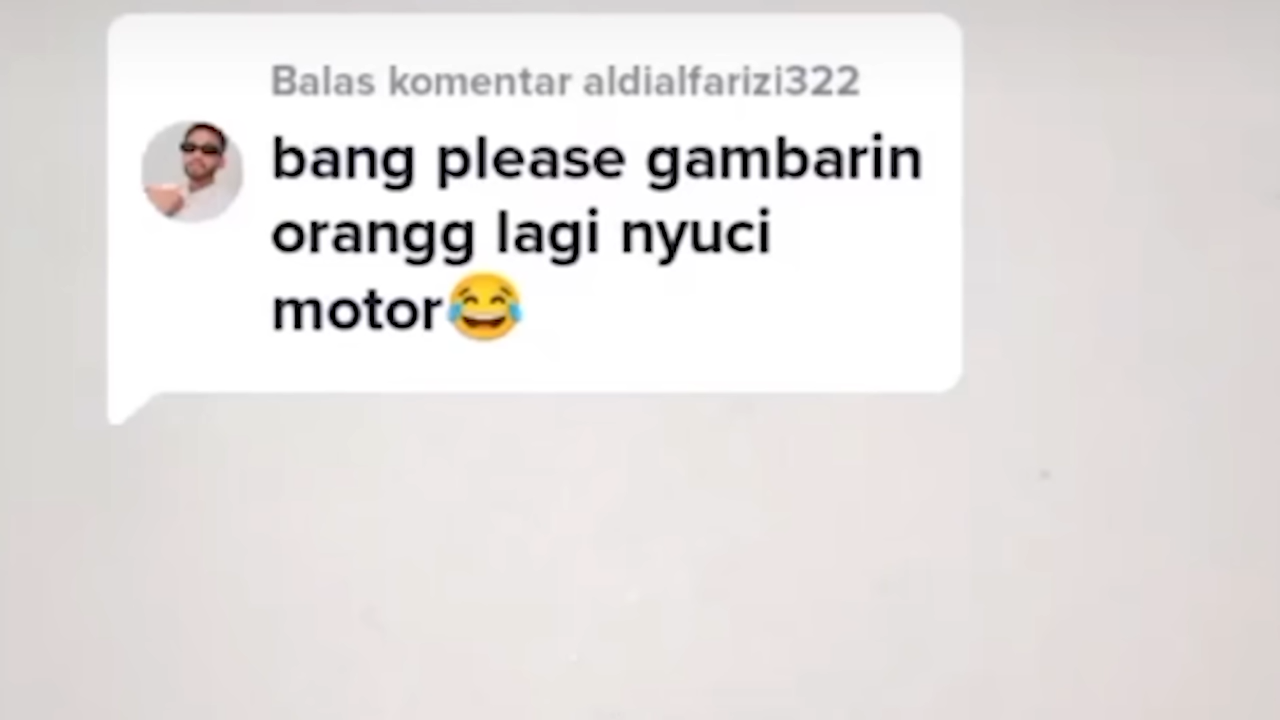 Balas komentar aldialfarizi322
bang please gambarin
orangg lagi nyuci
motor😂